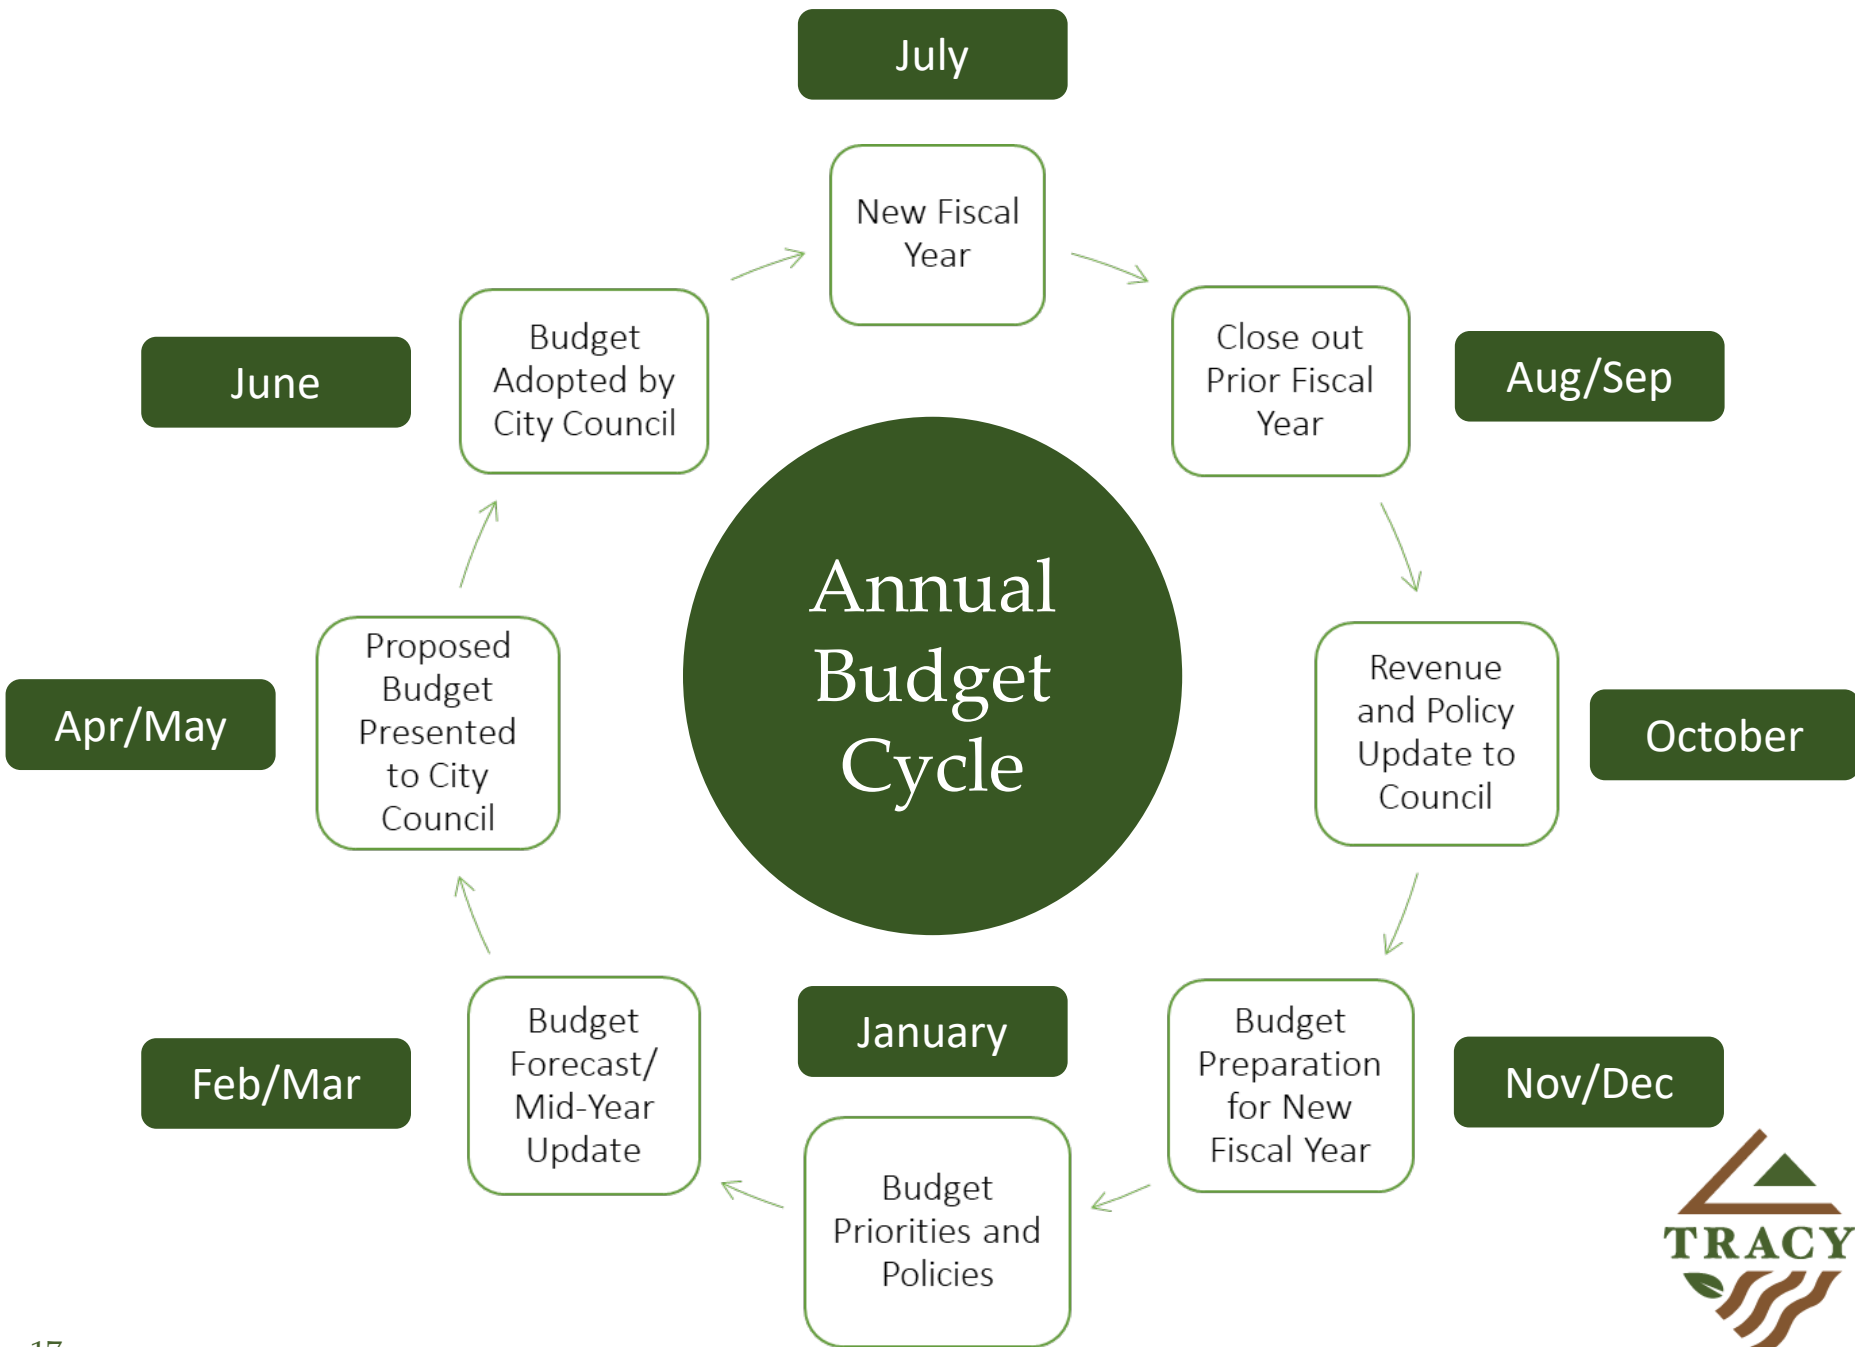 July
New Fiscal
Year
Close out
Prior Fiscal
Year
Aug/Sep
Revenue
and Policy
Update to
Council
October
Budget
Preparation
for New
Fiscal Year
Nov/Dec
January
Budget
Priorities and
Policies
Budget
Forecast/
Mid-Year
Update
Feb/Mar
Proposed
Budget
Presented
to City
Council
Apr/May
Budget
Adopted by
City Council
June
Annual
Budget
Cycle
TRACY
17